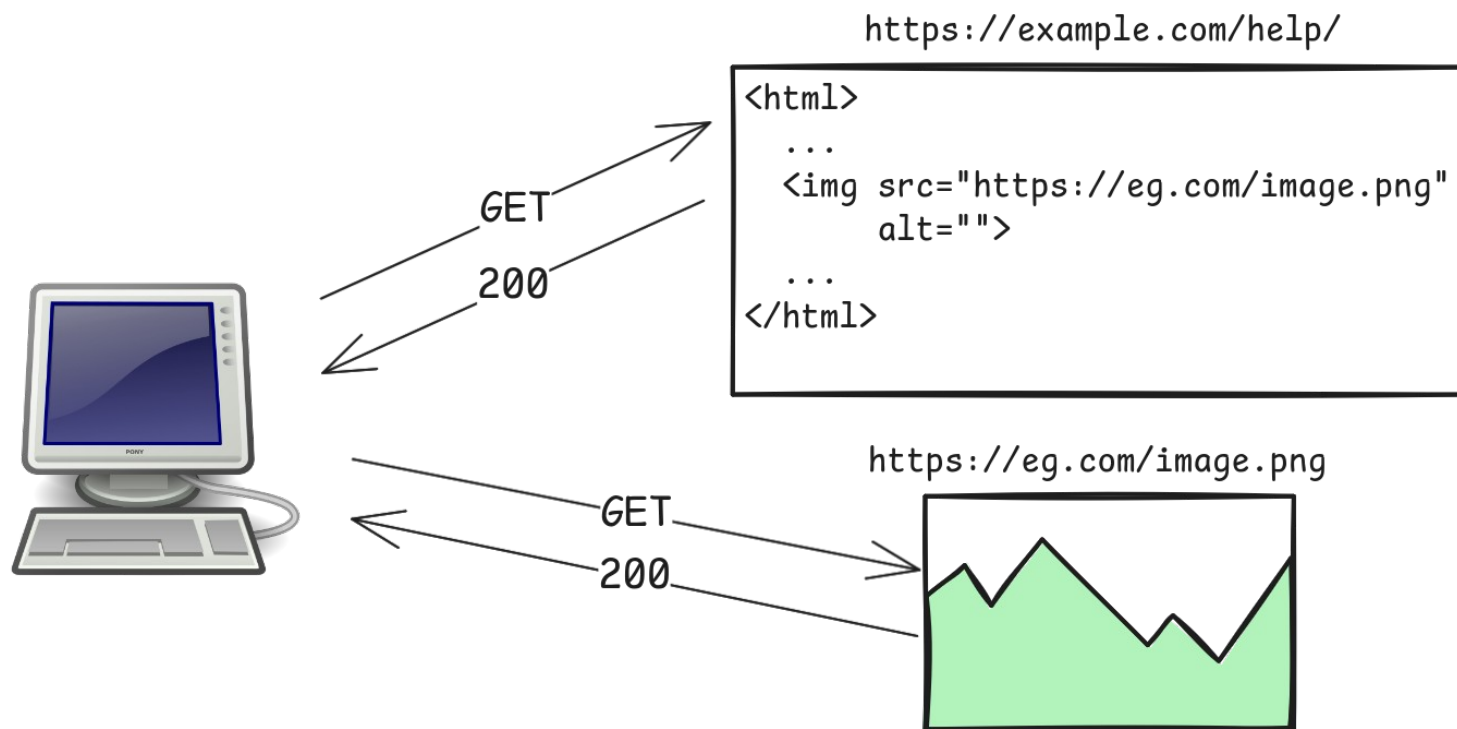 https://example.com/help/
<html>
...
<img src="https://eg.com/image.png"
alt="">
...
</html>
GET
200
PONY
https://eg.com/image.png
GET
200